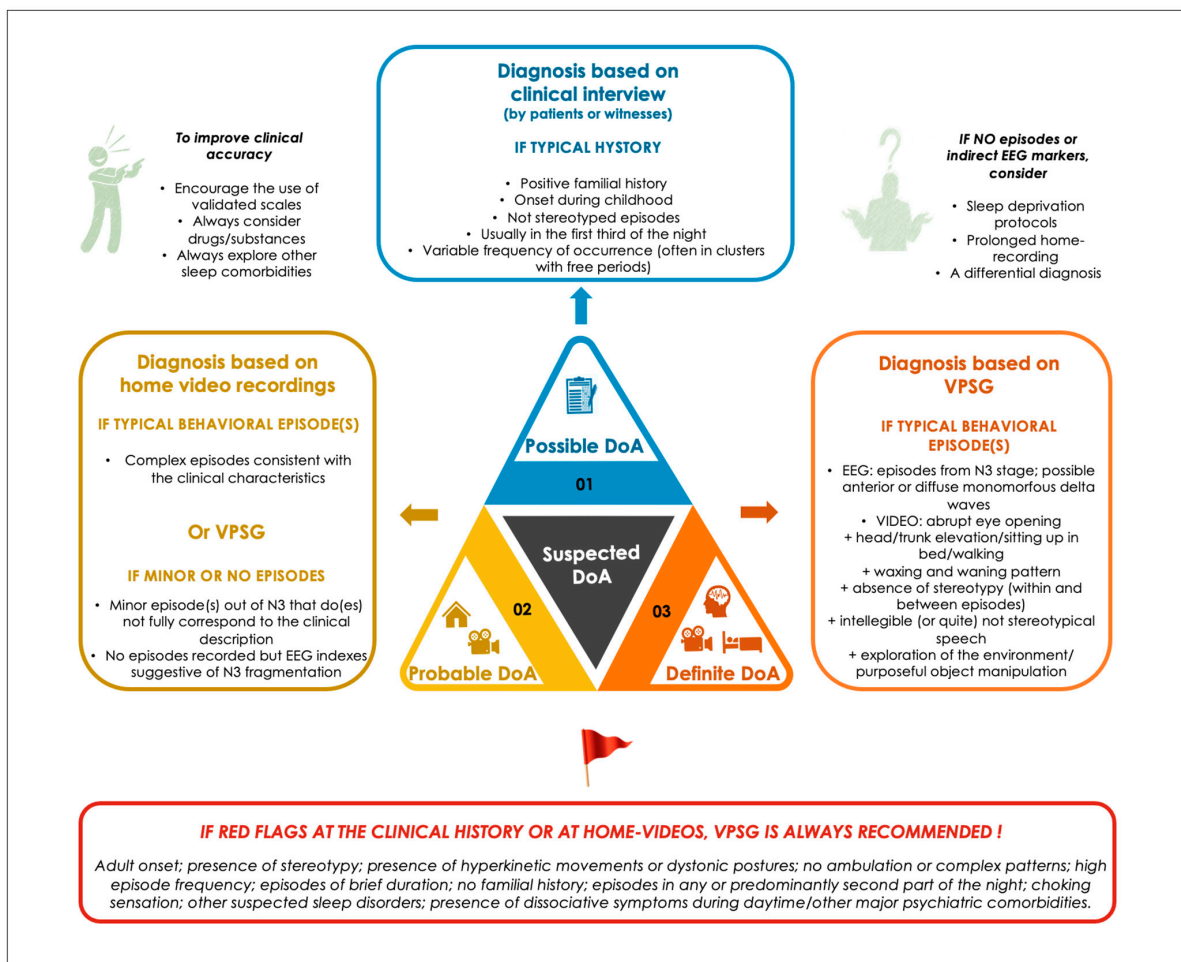 Diagnosis based on
clinical interview
(by patients or witnesses)
IF TYPICAL HYSTORY
• Positive familial history
• Onset during childhood
• Not stereotyped episodes
• Usually in the first third of the night
• Variable frequency of occurrence (often in clusters
with free periods)
To improve clinical
accuracy
• Encourage the use of
validated scales
• Always consider
drugs/substances
• Always explore other
sleep comorbidities
IF NO episodes or
indirect EEG markers,
consider
• Sleep deprivation
protocols
• Prolonged home-
recording
• A differential diagnosis
Diagnosis based on
home video recordings
IF TYPICAL BEHAVIORAL EPISODE(S)
• Complex episodes consistent with
the clinical characteristics
Or VPSG
IF MINOR OR NO EPISODES
• Minor episode(s) out of N3 that do(es)
not fully correspond to the clinical
description
• No episodes recorded but EEG indexes
suggestive of N3 fragmentation
Possible DoA
01
Suspected
DoA
02
03
Probable DoA
Definite DoA
Diagnosis based on
VPSG
IF TYPICAL BEHAVIORAL
EPISODE(S)
• EEG: episodes from N3 stage; possible
anterior or diffuse monomorfous delta
waves
• VIDEO: abrupt eye opening
+ head/trunk elevation/sitting up in
bed/walking
+ waxing and waning pattern
+ absence of stereotypy (within and
between episodes)
+ intellegible (or quite) not stereotypical
speech
+ exploration of the environment/
purposeful object manipulation
IF RED FLAGS AT THE CLINICAL HISTORY OR AT HOME-VIDEOS, VPSG IS ALWAYS RECOMMENDED !
Adult onset; presence of stereotypy; presence of hyperkinetic movements or dystonic postures; no ambulation or complex patterns; high
episode frequency; episodes of brief duration; no familial history; episodes in any or predominantly second part of the night; choking
sensation; other suspected sleep disorders; presence of dissociative symptoms during daytime/other major psychiatric comorbidities.